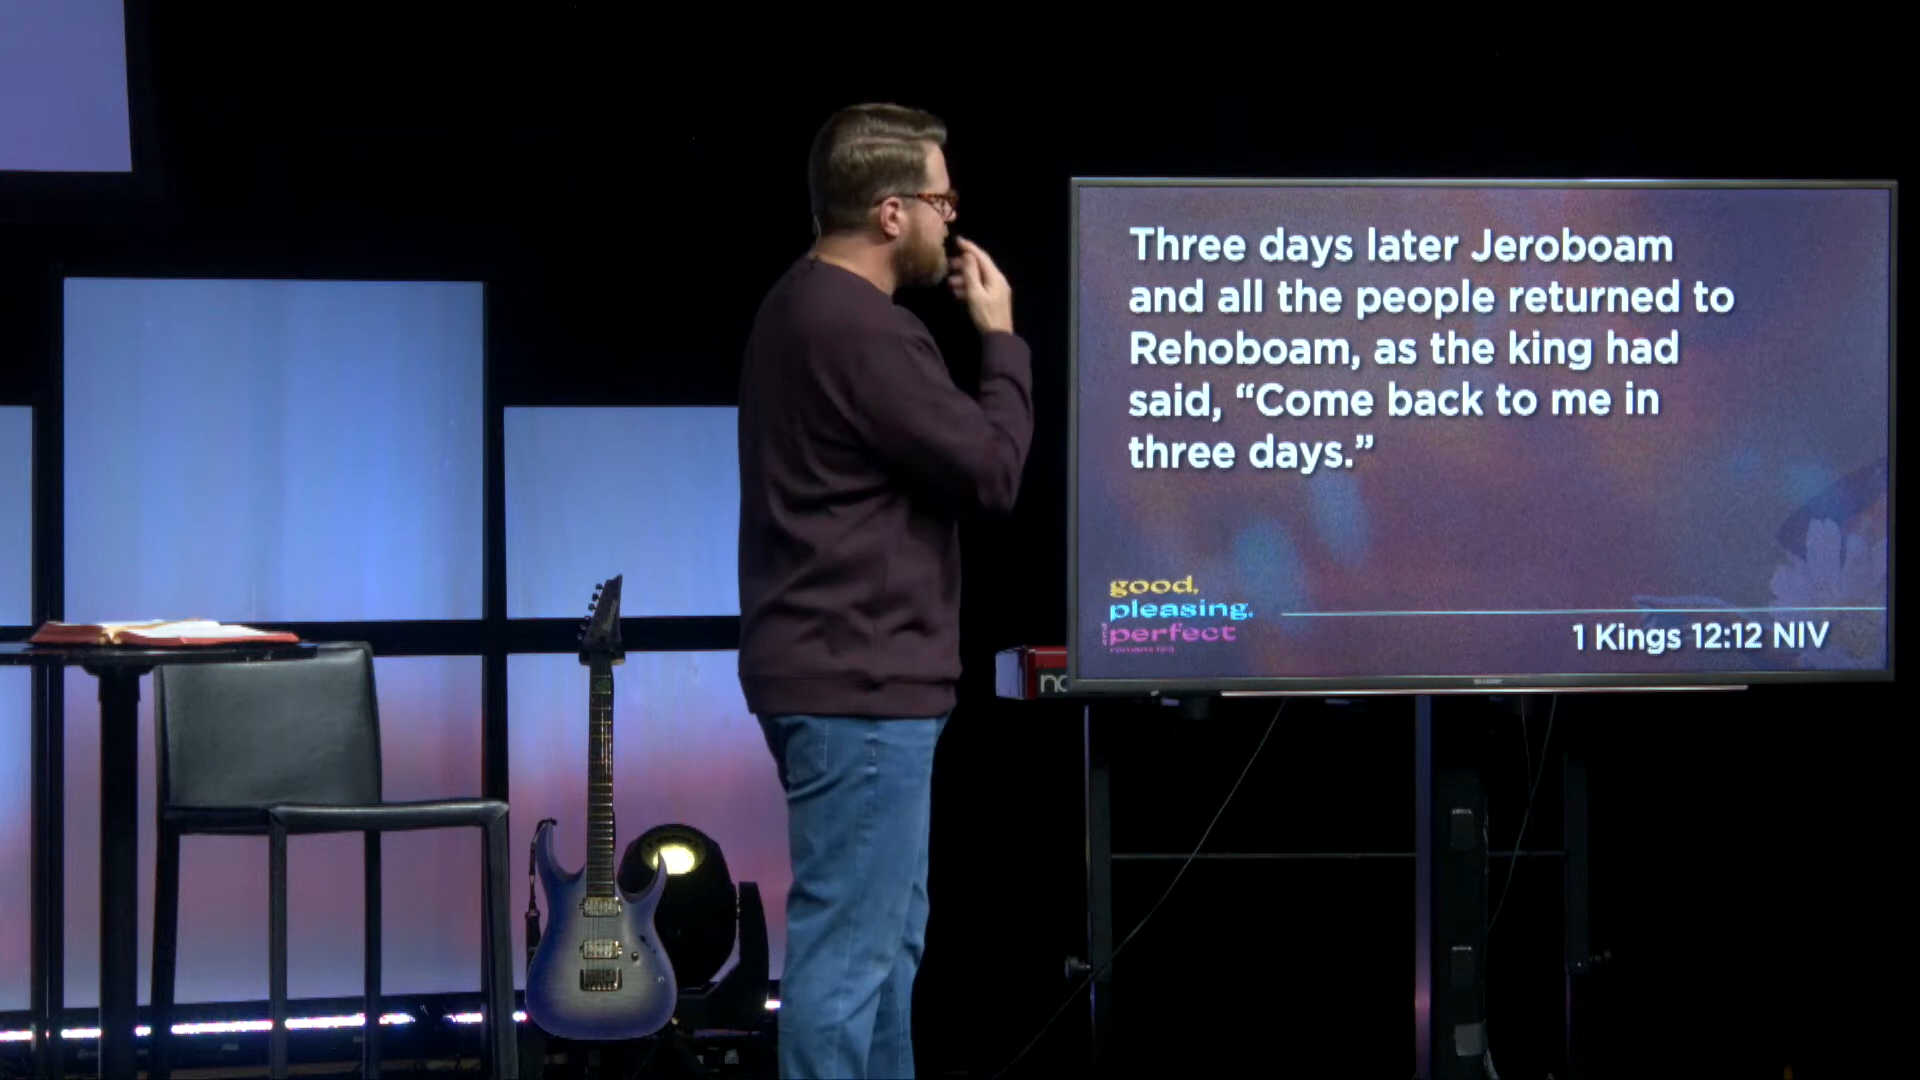 Three days later Jeroboam
and all the people returned to
Rehoboam, as the king had
said, “Come back to me in
three days.”
good,
pleasing,
and perfect
1 Kings 12:12 NIV